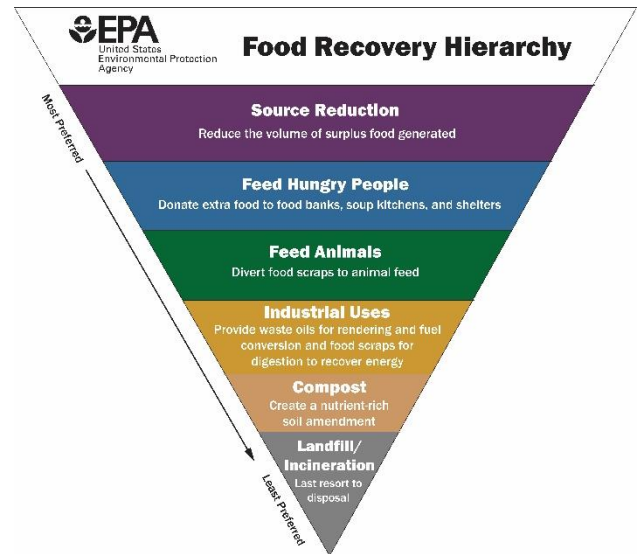 EPA
United States
Environmental Protection
Agency
Food Recovery Hierarchy
Most Preferred
Source Reduction
Reduce the volume of surplus food generated
Feed Hungry People
Donate extra food to food banks, soup kitchens, and shelters
Feed Animals
Divert food scraps to animal feed
Industrial Uses
Provide waste oils for rendering and fuel
conversion and food scraps for
digestion to recover energy
Compost
Create a nutrient-rich
soil amendment
Landfill/
Incineration
Last resort to
disposal
Least Preferred